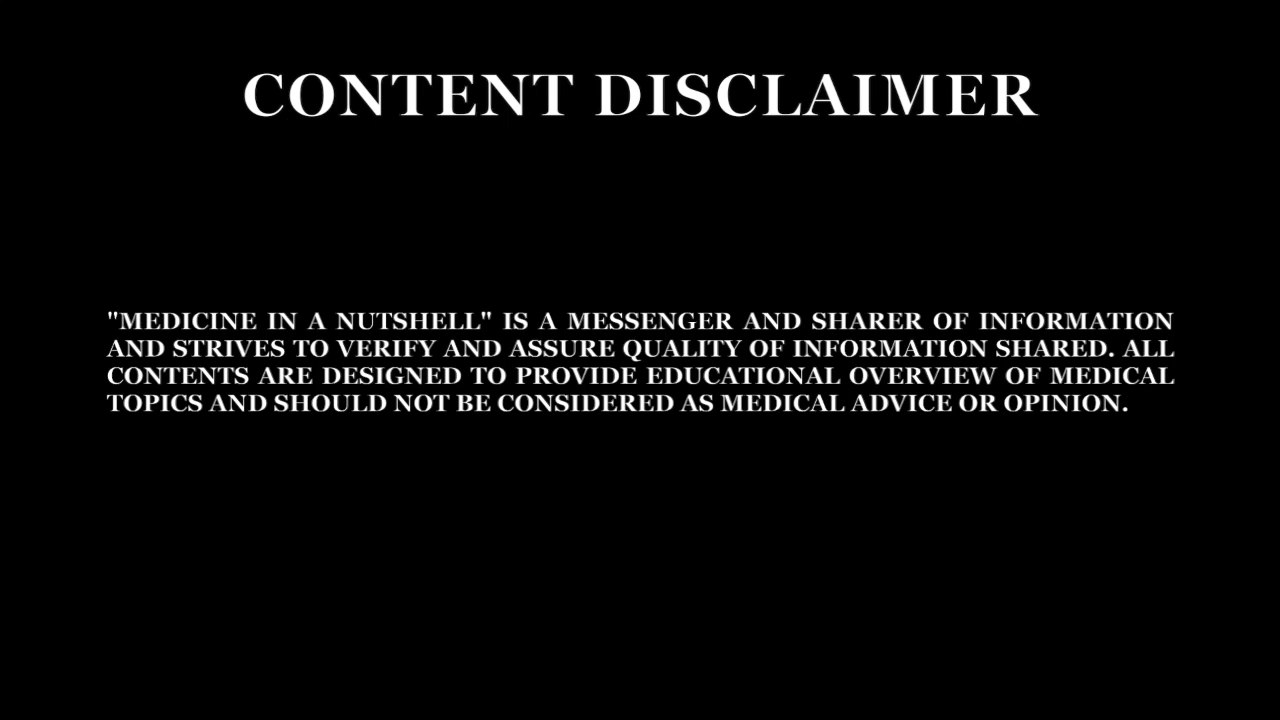 CONTENT DISCLAIMER
"MEDICINE IN A NUTSHELL" IS A MESSENGER AND SHARER OF INFORMATION
AND STRIVES TO VERIFY AND ASSURE QUALITY OF INFORMATION SHARED. ALL
CONTENTS ARE DESIGNED TO PROVIDE EDUCATIONAL OVERVIEW OF MEDICAL
TOPICS AND SHOULD NOT BE CONSIDERED AS MEDICAL ADVICE OR OPINION.